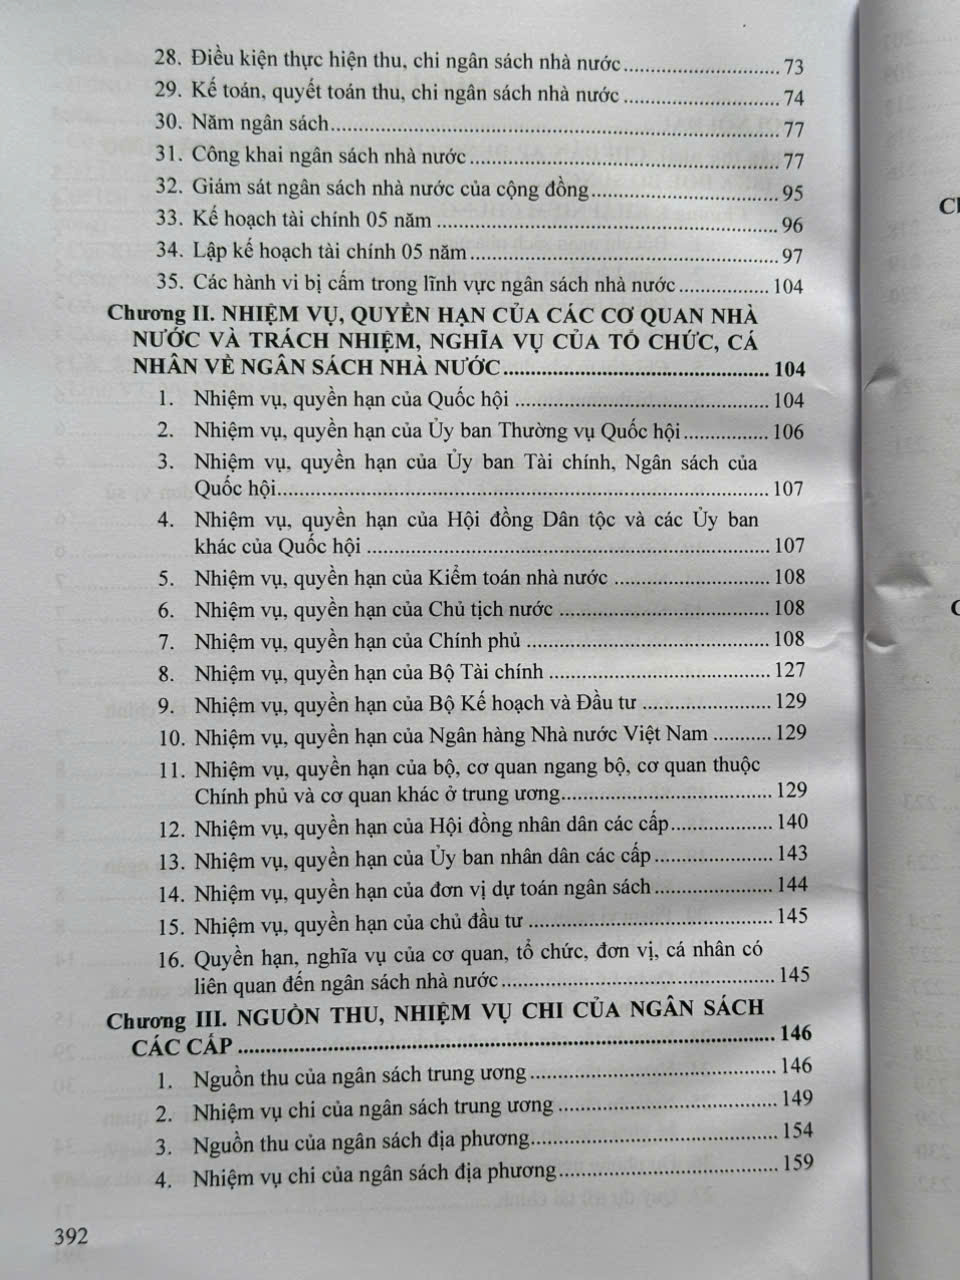 28. Điều kiện thực hiện thu, chi ngân sách nhà nước ........ 73
29. Kế toán, quyết toán thu, chi ngân sách nhà nước ........ 74
30. Năm ngân sách ........ 77
31. Công khai ngân sách nhà nước ........ 77
32. Giám sát ngân sách nhà nước của cộng đồng ........ 95
33. Kế hoạch tài chính 05 năm ........ 96
34. Lập kế hoạch tài chính 05 năm ........ 97
35. Các hành vi bị cấm trong lĩnh vực ngân sách nhà nước ........ 104
Chương II. NHIỆM VỤ, QUYỀN HẠN CỦA CÁC CƠ QUAN NHÀ
NƯỚC VÀ TRÁCH NHIỆM, NGHĨA VỤ CỦA TỔ CHỨC, CÁ
NHÂN VỀ NGÂN SÁCH NHÀ NƯỚC ........ 104
1. Nhiệm vụ, quyền hạn của Quốc hội ........ 104
2. Nhiệm vụ, quyền hạn của Ủy ban Thường vụ Quốc hội ........ 106
3. Nhiệm vụ, quyền hạn của Ủy ban Tài chính, Ngân sách của
Quốc hội ........ 107
4. Nhiệm vụ, quyền hạn của Hội đồng Dân tộc và các Ủy ban
khác của Quốc hội ........ 107
5. Nhiệm vụ, quyền hạn của Kiểm toán nhà nước ........ 108
6. Nhiệm vụ, quyền hạn của Chủ tịch nước ........ 108
7. Nhiệm vụ, quyền hạn của Chính phủ ........ 108
8. Nhiệm vụ, quyền hạn của Bộ Tài chính ........ 127
9. Nhiệm vụ, quyền hạn của Bộ Kế hoạch và Đầu tư ........ 129
10. Nhiệm vụ, quyền hạn của Ngân hàng Nhà nước Việt Nam ........ 129
11. Nhiệm vụ, quyền hạn của bộ, cơ quan ngang bộ, cơ quan thuộc
Chính phủ và cơ quan khác ở trung ương ........ 129
12. Nhiệm vụ, quyền hạn của Hội đồng nhân dân các cấp ........ 140
13. Nhiệm vụ, quyền hạn của Ủy ban nhân dân các cấp ........ 143
14. Nhiệm vụ, quyền hạn của đơn vị dự toán ngân sách ........ 144
15. Nhiệm vụ, quyền hạn của chủ đầu tư ........ 145
16. Quyền hạn, nghĩa vụ của cơ quan, tổ chức, đơn vị, cá nhân có
liên quan đến ngân sách nhà nước ........ 145
Chương III. NGUỒN THU, NHIỆM VỤ CHI CỦA NGÂN SÁCH
CÁC CẤP ........ 146
1. Nguồn thu của ngân sách trung ương ........ 146
2. Nhiệm vụ chi của ngân sách trung ương ........ 149
3. Nguồn thu của ngân sách địa phương ........ 154
4. Nhiệm vụ chi của ngân sách địa phương ........ 159
392